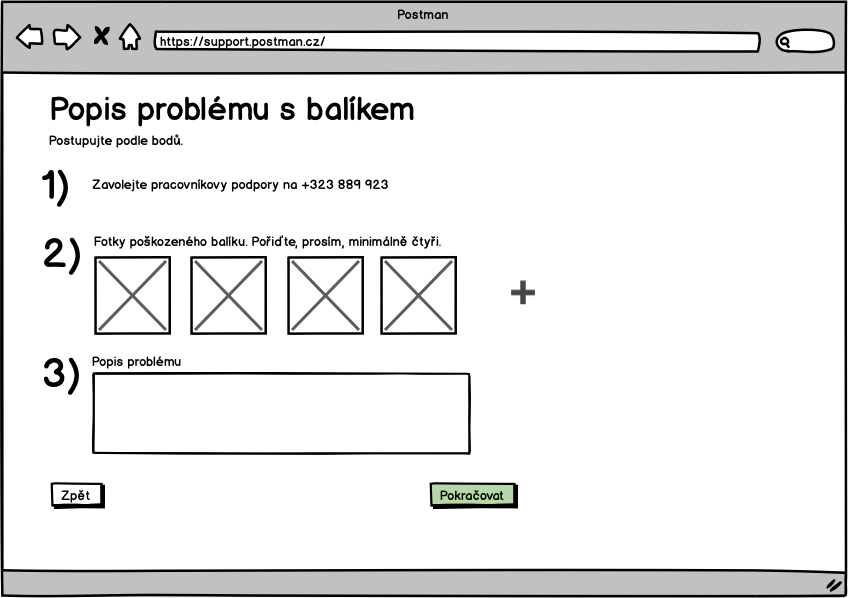 Postman
https://support.postman.cz/
Popis problému s balíkem
Postupujte podle bodů.
1)
Zavolejte pracovníkovy podpory na +323 889 923
2)
Fotky poškozeného balíku. Pořiďte, prosím, minimálně čtyři.
3)
Popis problému
Zpět
Pokračovat